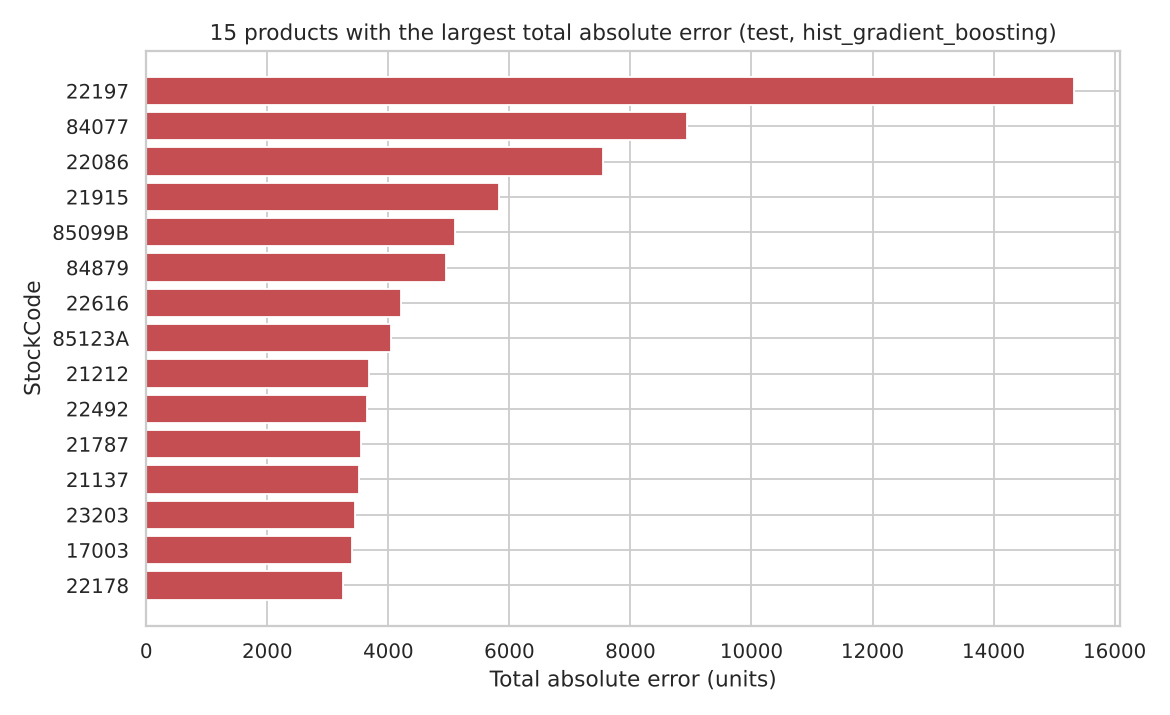 15 products with the largest total absolute error (test, hist_gradient_boosting)
StockCode
22197
84077
22086
21915
85099B
84879
22616
85123A
21212
22492
21787
21137
23203
17003
22178
0 2000 4000 6000 8000 10000 12000 14000 16000
Total absolute error (units)